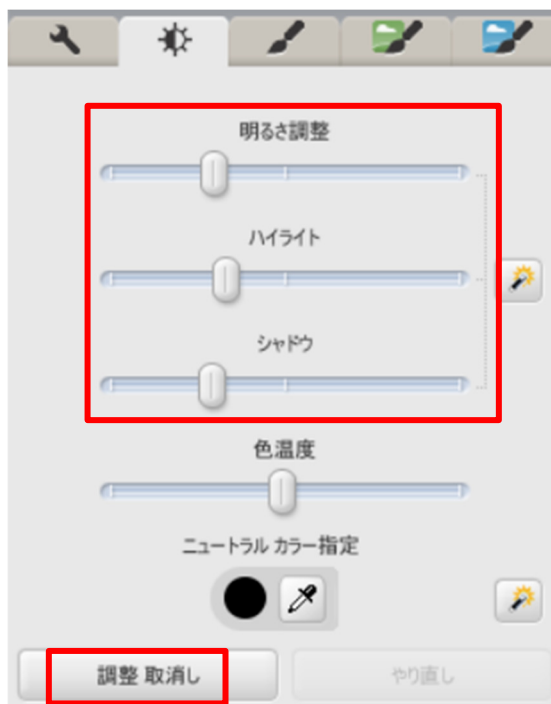 明るさ調整
ハイライト
シャドウ
色温度
ニュートラル カラー指定
調整 取消し
やり直し